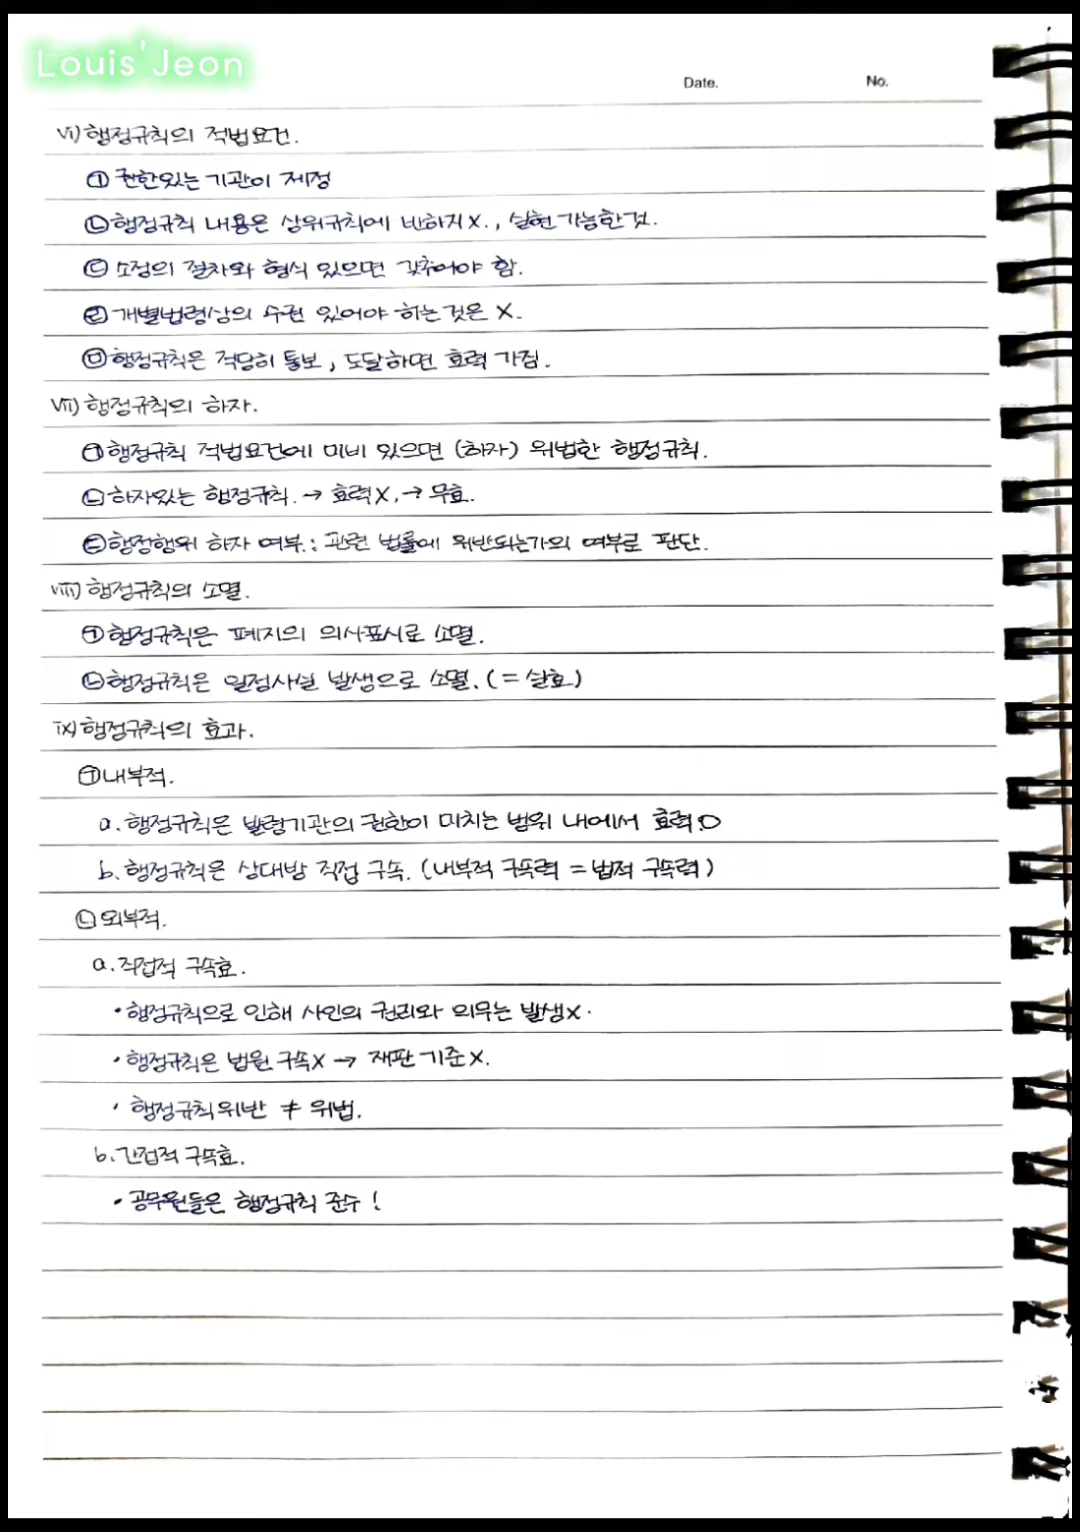 Louis'Jeon
Date. No.
ⅵ) 행정규칙의 적법요건.
㉠ 권한있는 기관이 제정
㉡ 행정규칙 내용은 상위규칙에 반하지X., 실현가능한것.
㉢ 소정의 절차와 형식 있으면 갖추어야 함.
㉣ 개별법령상의 수권 있어야 하는것은 X.
㉤ 행정규칙은 적당히 통보, 도달하면 효력 가짐.
ⅶ) 행정규칙의 하자.
㉠ 행정규칙 적법요건에 미비 있으면 (하자) 위법한 행정규칙.
㉡ 하자있는 행정규칙. → 효력X, → 무효.
㉢ 행정행위 하자 여부.: 관련 법률에 위반되는가의 여부로 판단.
ⅷ) 행정규칙의 소멸.
㉠ 행정규칙은 폐지의 의사표시로 소멸.
㉡ 행정규칙은 일정사실 발생으로 소멸. (= 실효)
ⅸ) 행정규칙의 효과.
㉠ 내부적.
a. 행정규칙은 발령기관의 권한이 미치는 범위 내에서 효력.O
b. 행정규칙은 상대방 직접 구속. (내부적 구속력 = 법적 구속력)
㉡ 외부적.
a. 직접적 구속효.
• 행정규칙으로 인해 사인의 권리와 의무는 발생X.
• 행정규칙은 법원 구속X → 재판 기준X.
• 행정규칙위반 ≠ 위법.
b. 간접적 구속효.
• 공무원들은 행정규칙 준수!